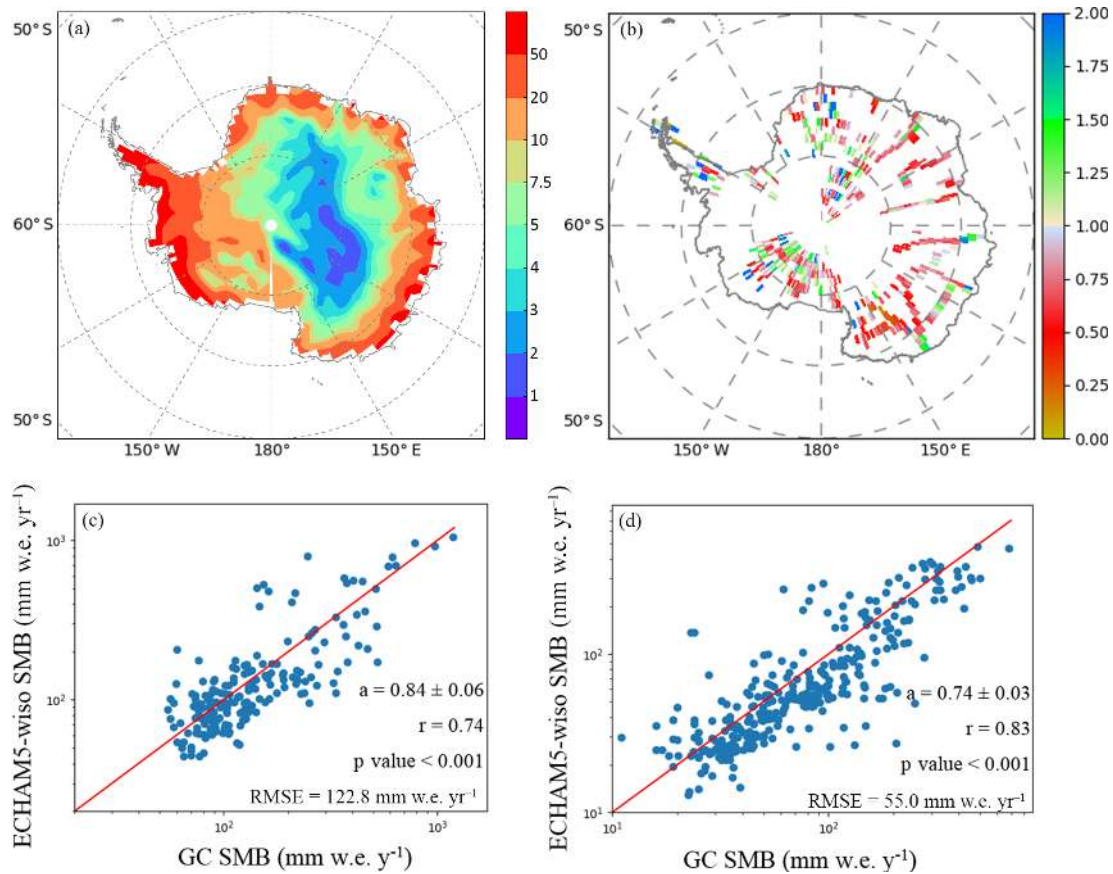 50°S
(a)
60°S
50°S
150°W
180°
150°E
50
20
10
7.5
5
4
3
2
1
50°S
(b)
60°S
50°S
150°W
180°
150°E
2.00
1.75
1.50
1.25
1.00
0.75
0.50
0.25
0.00
ECHAM5-wiso SMB (mm w.e. yr⁻¹)
(c)
10³
10²
a = 0.84 ± 0.06
r = 0.74
p value < 0.001
RMSE = 122.8 mm w.e. yr⁻¹
10²
10³
GC SMB (mm w.e. y⁻¹)
ECHAM5-wiso SMB (mm w.e. yr⁻¹)
(d)
10²
10¹
a = 0.74 ± 0.03
r = 0.83
p value < 0.001
RMSE = 55.0 mm w.e. yr⁻¹
10¹
10²
GC SMB (mm w.e. y⁻¹)